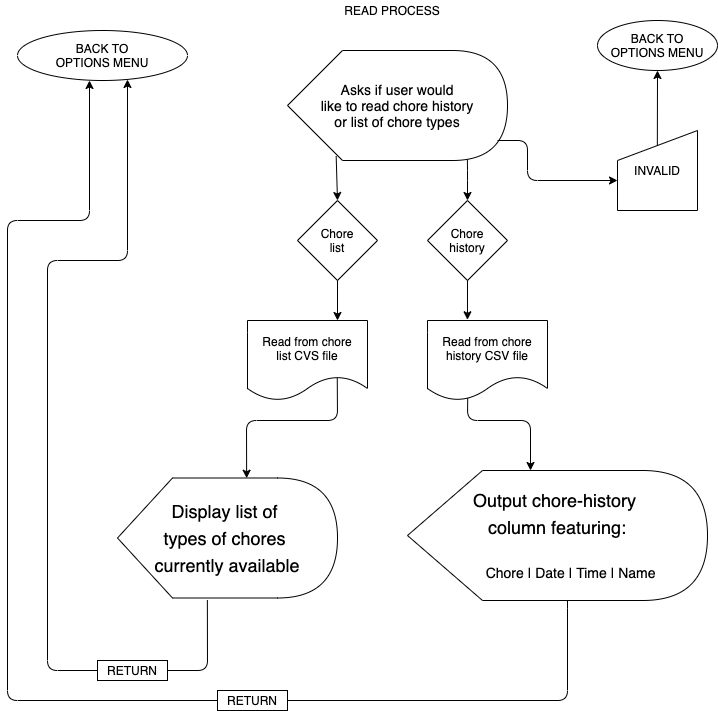 READ PROCESS
BACK TO
OPTIONS MENU
BACK TO
OPTIONS MENU
Asks if user would
like to read chore history
or list of chore types
INVALID
Chore
list
Chore
history
Read from chore
list CVS file
Read from chore
history CSV file
Display list of
types of chores
currently available
Output chore-history
column featuring:
Chore | Date | Time | Name
RETURN
RETURN